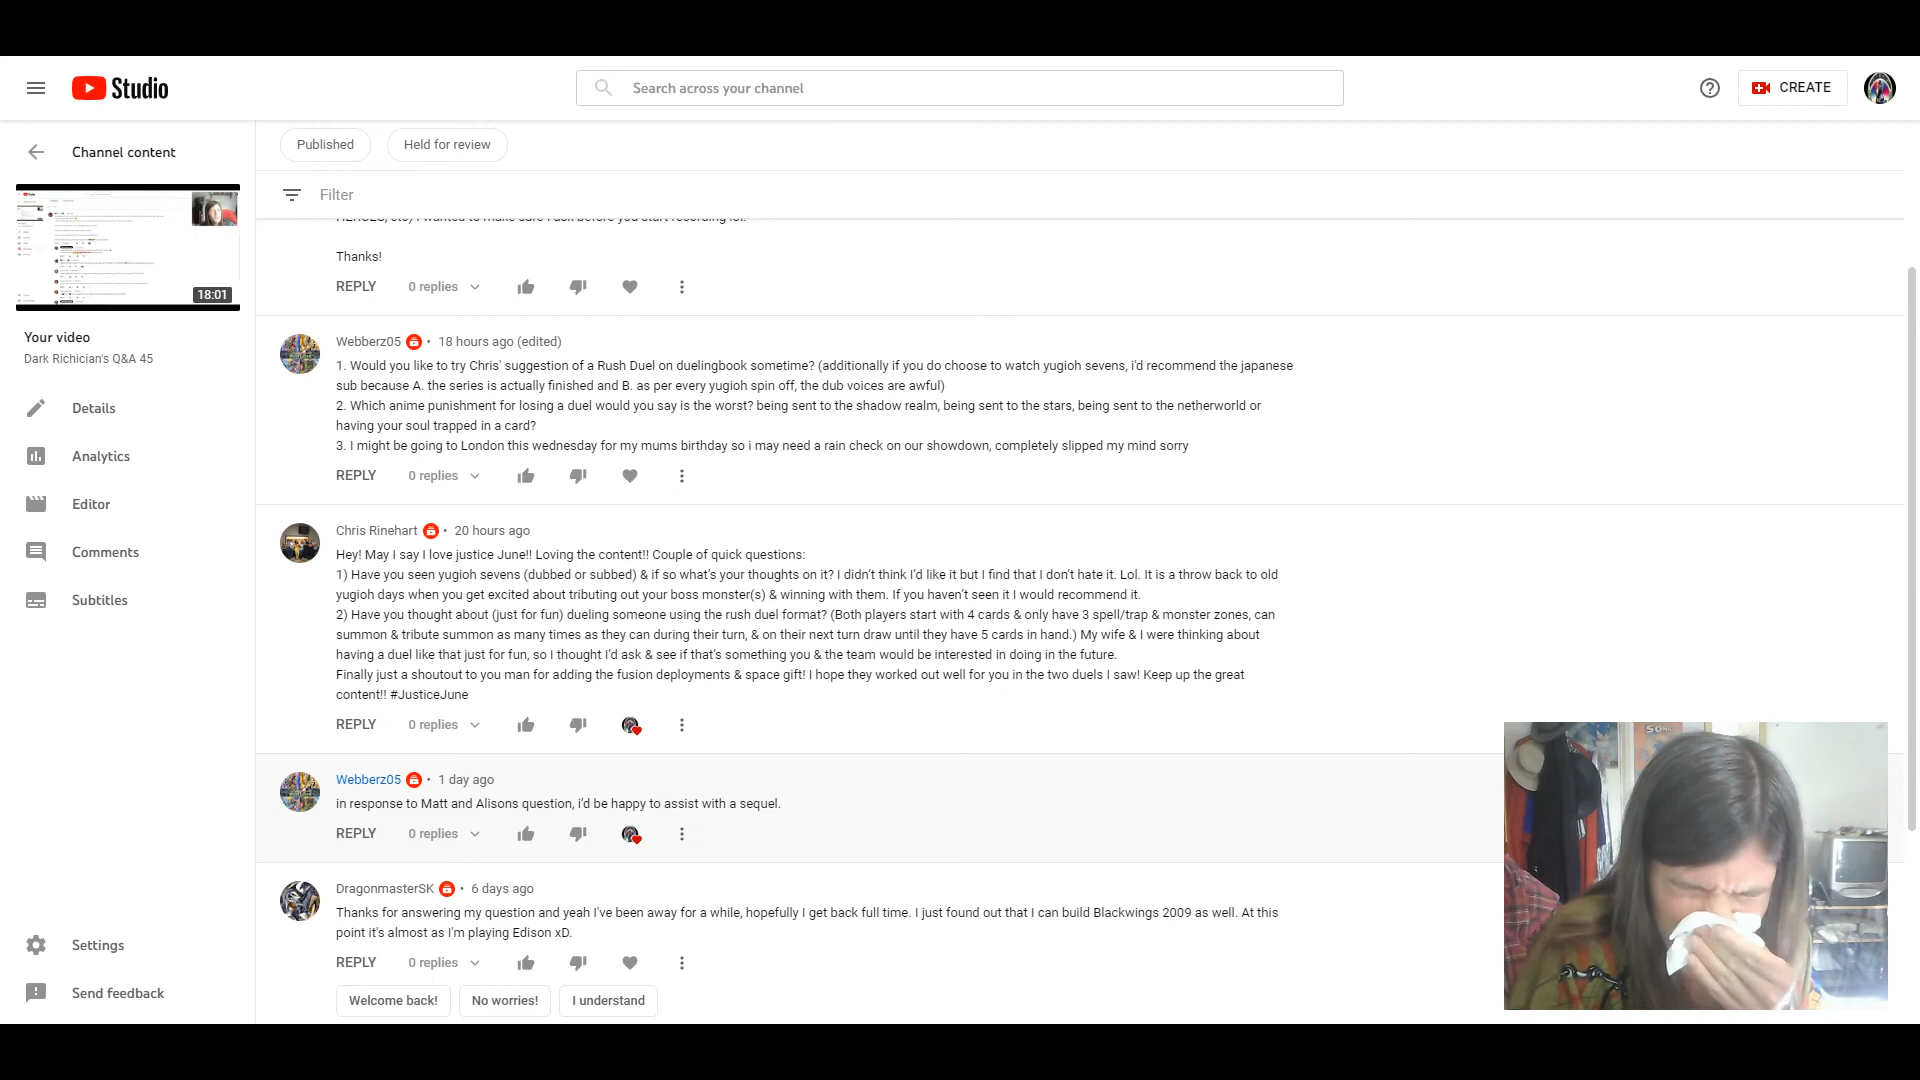 Studio
Search across your channel
CREATE
Channel content
Published
Held for review
Filter
18:01
Your video
Dark Richician's Q&A 45
Details
Analytics
Editor
Comments
Subtitles
Settings
Send feedback
HEROES, etc) I wanted to make sure I ask before you start recording lol.
Thanks!
REPLY 0 replies
Webberz05 • 18 hours ago (edited)
1. Would you like to try Chris' suggestion of a Rush Duel on duelingbook sometime? (additionally if you do choose to watch yugioh sevens, i'd recommend the japanese
sub because A. the series is actually finished and B. as per every yugioh spin off, the dub voices are awful)
2. Which anime punishment for losing a duel would you say is the worst? being sent to the shadow realm, being sent to the stars, being sent to the netherworld or
having your soul trapped in a card?
3. I might be going to London this wednesday for my mums birthday so i may need a rain check on our showdown, completely slipped my mind sorry
REPLY 0 replies
Chris Rinehart • 20 hours ago
Hey! May I say I love justice June!! Loving the content!! Couple of quick questions:
1) Have you seen yugioh sevens (dubbed or subbed) & if so what’s your thoughts on it? I didn’t think I’d like it but I find that I don’t hate it. Lol. It is a throw back to old
yugioh days when you get excited about tributing out your boss monster(s) & winning with them. If you haven’t seen it I would recommend it.
2) Have you thought about (just for fun) dueling someone using the rush duel format? (Both players start with 4 cards & only have 3 spell/trap & monster zones, can
summon & tribute summon as many times as they can during their turn, & on their next turn draw until they have 5 cards in hand.) My wife & I were thinking about
having a duel like that just for fun, so I thought I’d ask & see if that’s something you & the team would be interested in doing in the future.
Finally just a shoutout to you man for adding the fusion deployments & space gift! I hope they worked out well for you in the two duels I saw! Keep up the great
content!! #JusticeJune
REPLY 0 replies
Webberz05 • 1 day ago
in response to Matt and Alisons question, i’d be happy to assist with a sequel.
REPLY 0 replies
DragonmasterSK • 6 days ago
Thanks for answering my question and yeah I've been away for a while, hopefully I get back full time. I just found out that I can build Blackwings 2009 as well. At this
point it's almost as I'm playing Edison xD.
REPLY 0 replies
Welcome back!
No worries!
I understand
SONI